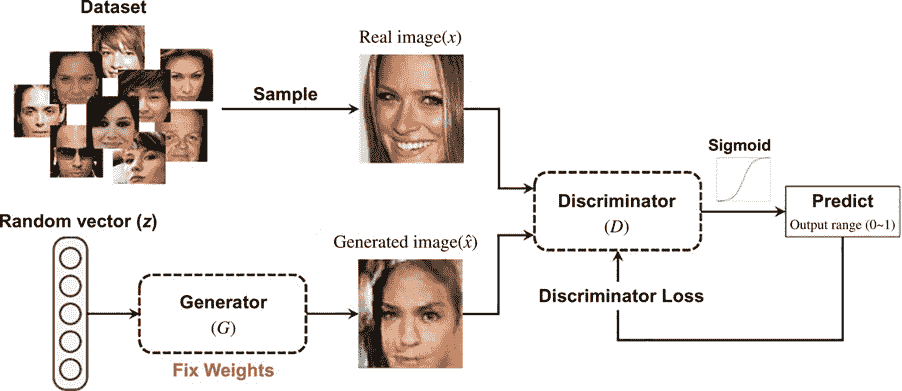 Dataset
Real image(x)
Sample
Sigmoid
Discriminator
(D)
Predict
Output range (0~1)
Random vector (z)
Generated image(x̂)
Generator
(G)
Discriminator Loss
Fix Weights